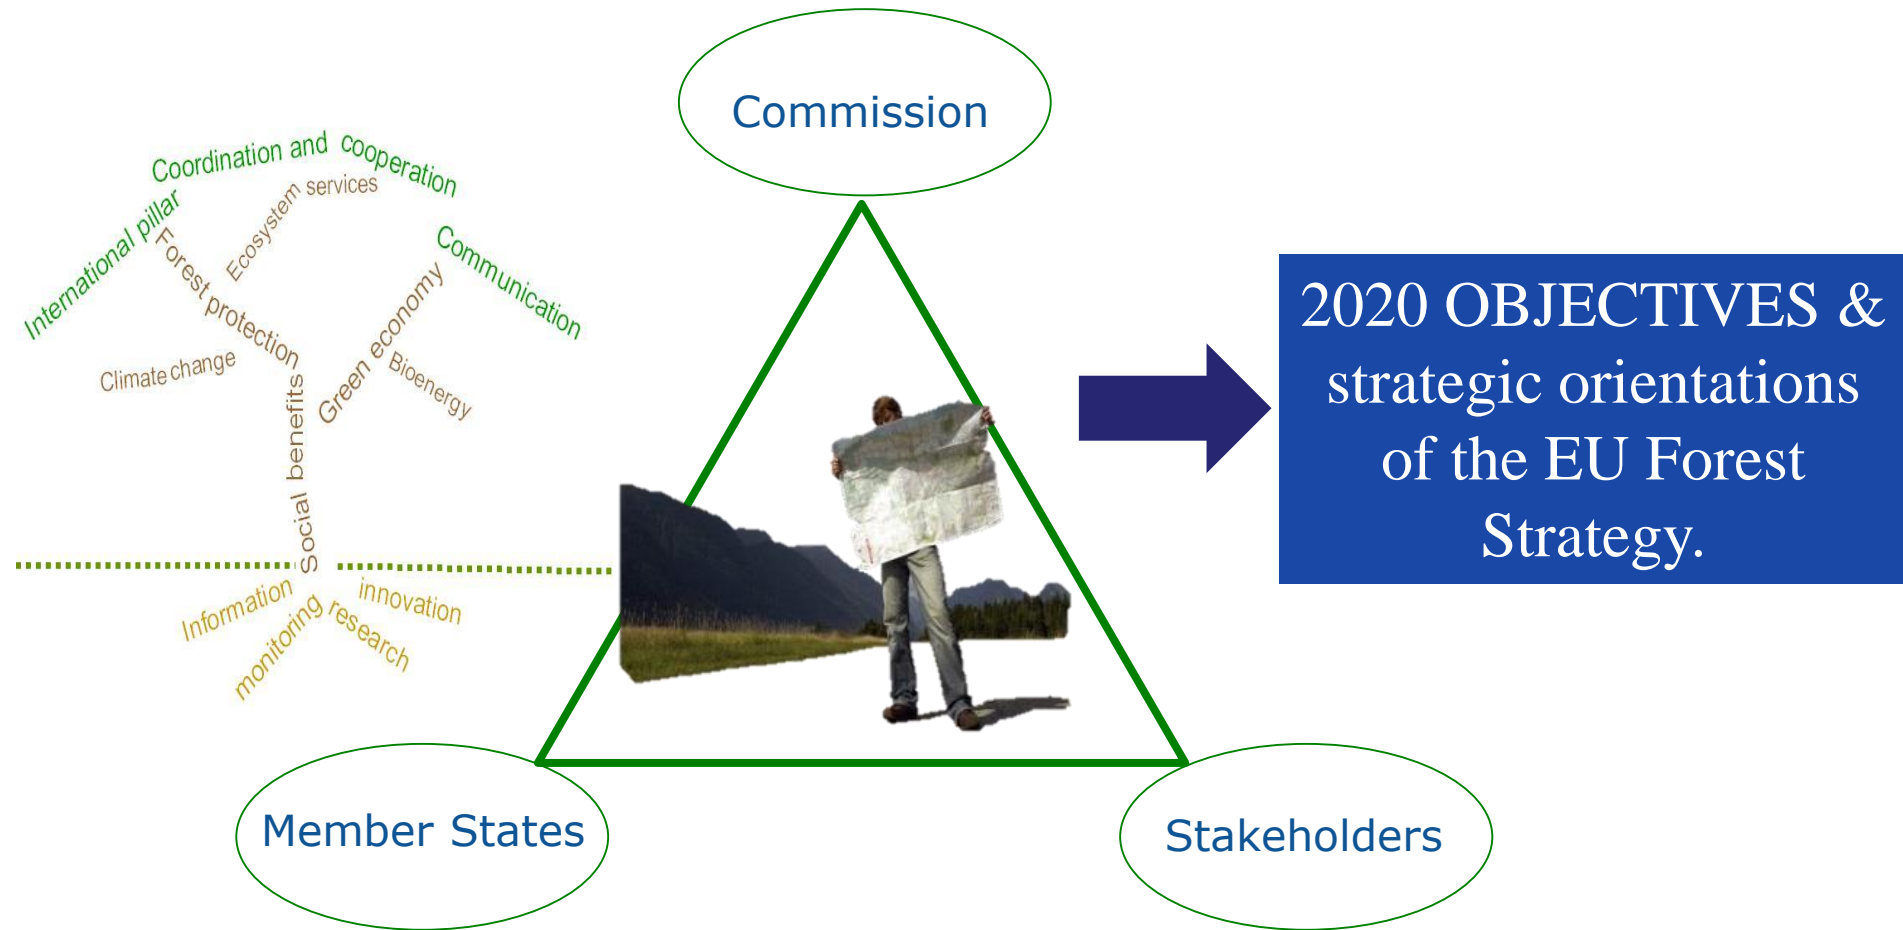 Commission
Coordination and cooperation
International pillar
Ecosystem services
Forest protection
Communication
Green economy
Climate change
Bioenergy
Social benefits
Information
monitoring
research
innovation
2020 OBJECTIVES &
strategic orientations
of the EU Forest
Strategy.
Member States
Stakeholders